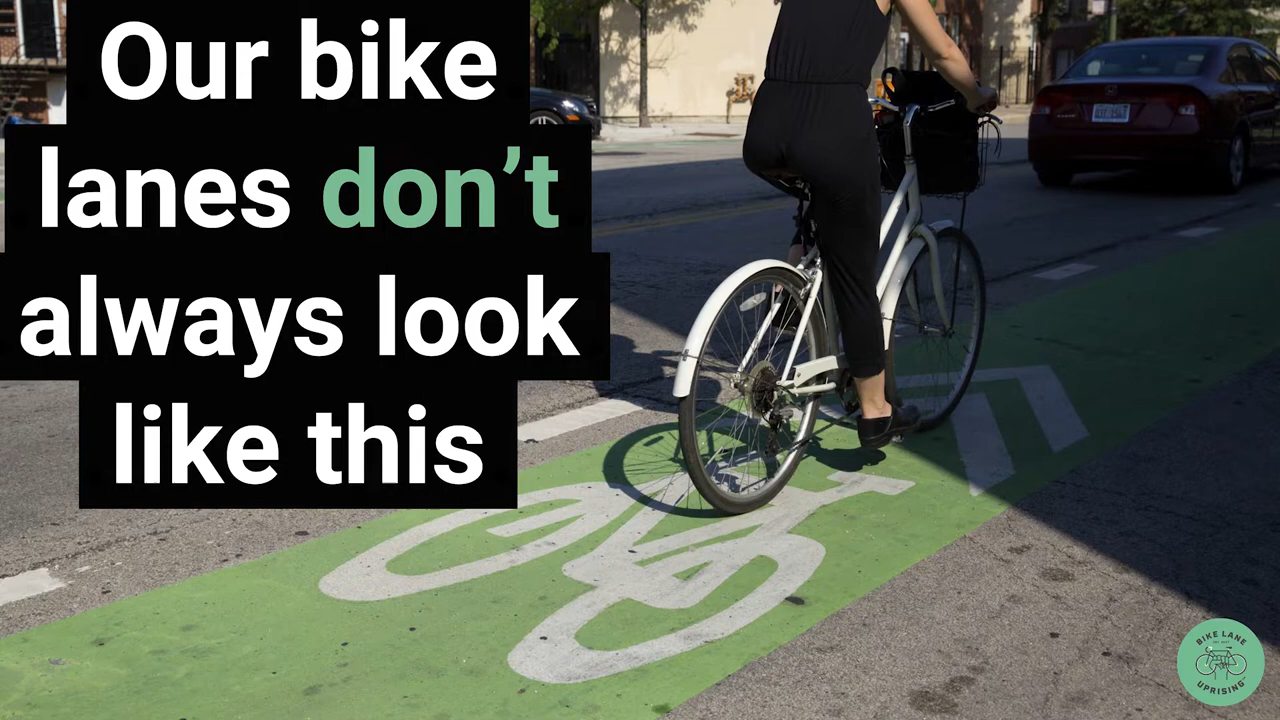 Our bike
lanes don’t
always look
like this
BIKE LANE
UPRISING